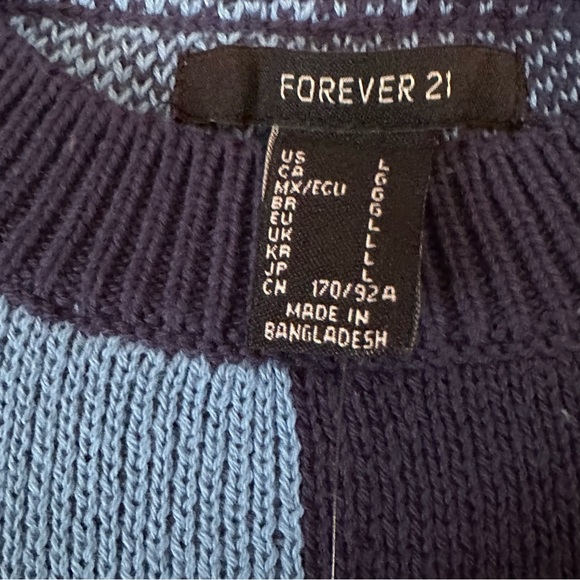 FOREVER 21
US L
CA G
MX/ECU G
BR G
EU L
UK L
KR L
JP L
CN 170/92A
MADE IN
BANGLADESH